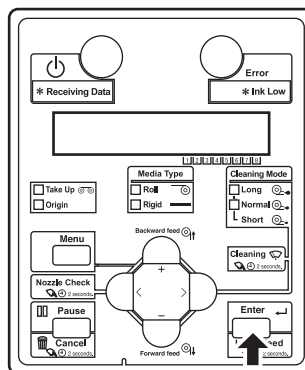 Error
* Receiving Data
* Ink Low
1 2 3 4 5 6 7 8
Media Type
Cleaning Mode
Take Up
Roll
Long
Origin
Rigid
Normal
Short
Menu
Backward feed
Cleaning
2 seconds.
Nozzle Check
2 seconds.
+
< >
−
Pause
Enter
Cancel
2 seconds.
Forward feed
2 seconds.